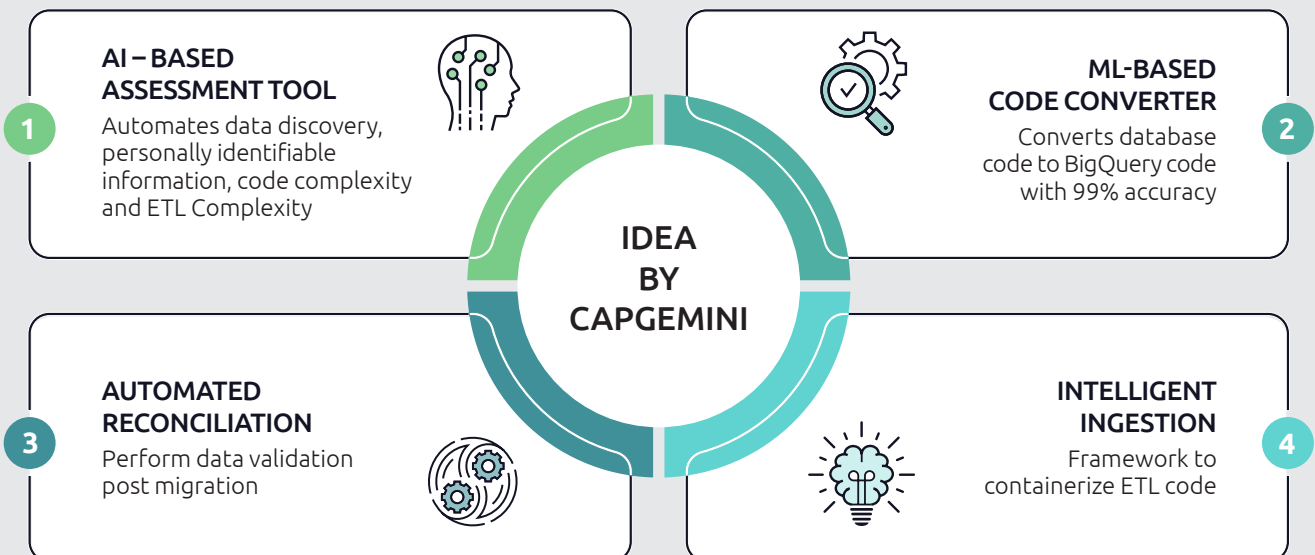 1
AI – BASED
ASSESSMENT TOOL
Automates data discovery,
personally identifiable
information, code complexity
and ETL Complexity
2
ML-BASED
CODE CONVERTER
Converts database
code to BigQuery code
with 99% accuracy
IDEA
BY
CAPGEMINI
3
AUTOMATED
RECONCILIATION
Perform data validation
post migration
4
INTELLIGENT
INGESTION
Framework to
containerize ETL code